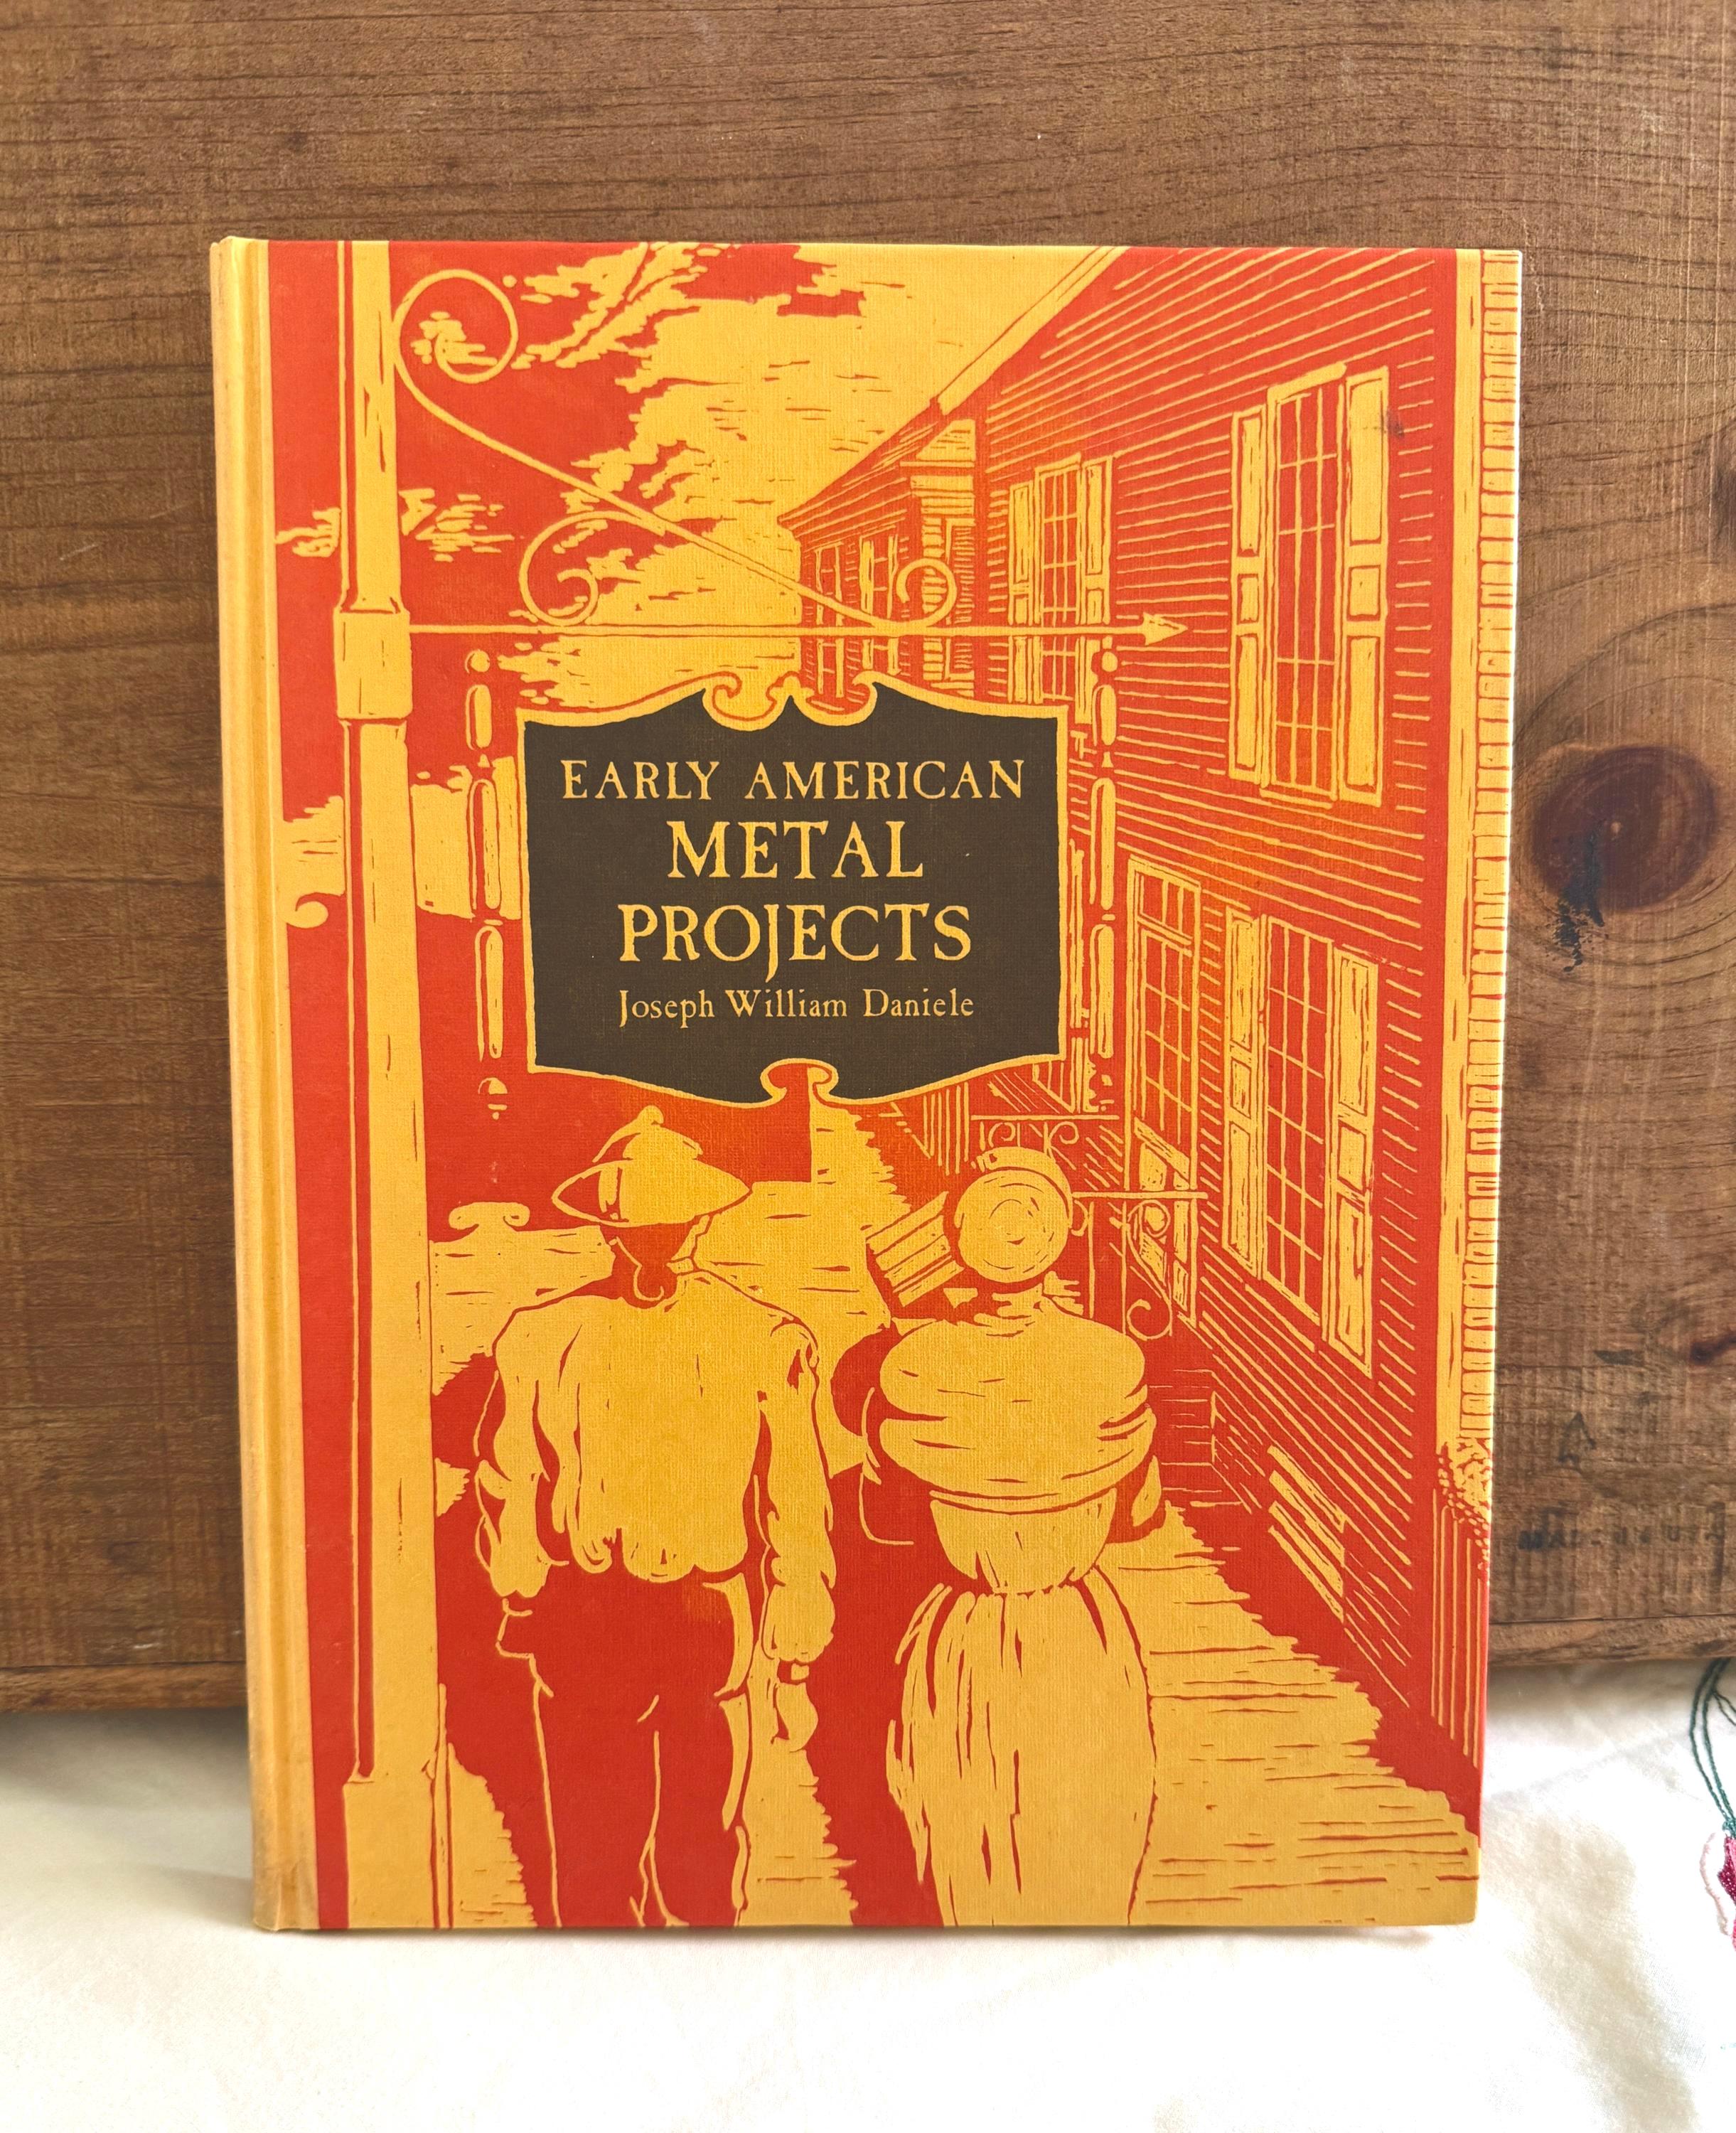 EARLY AMERICAN
METAL
PROJECTS
Joseph William Daniele